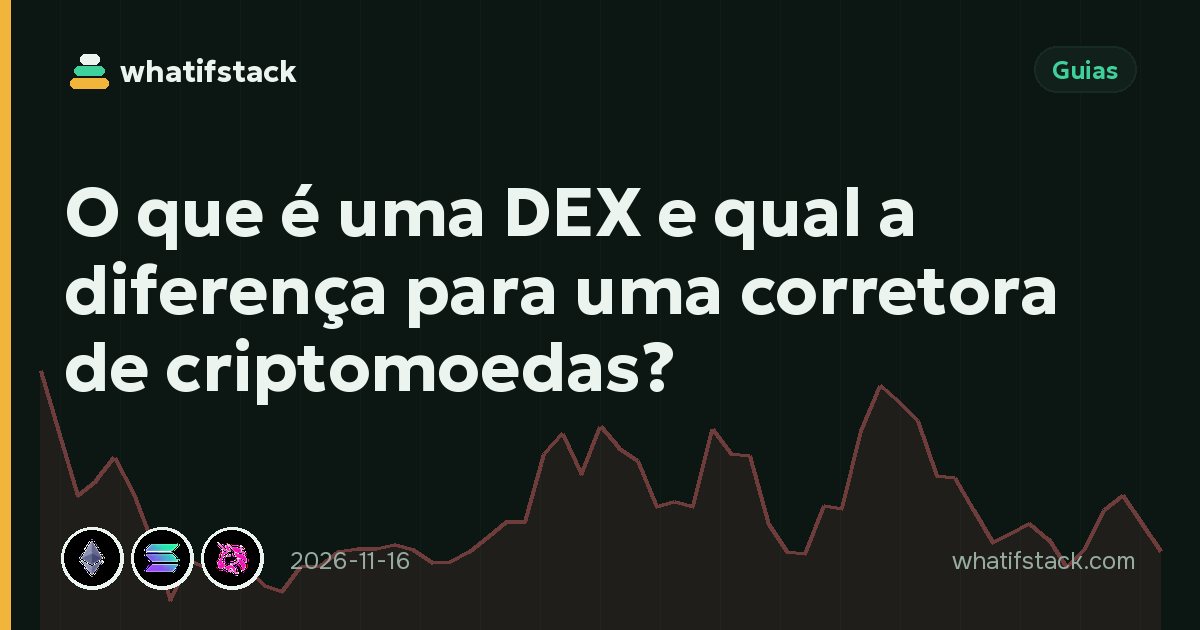 whatifstack
Guias
O que é uma DEX e qual a
diferença para uma corretora
de criptomoedas?
2026-11-16
whatifstack.com